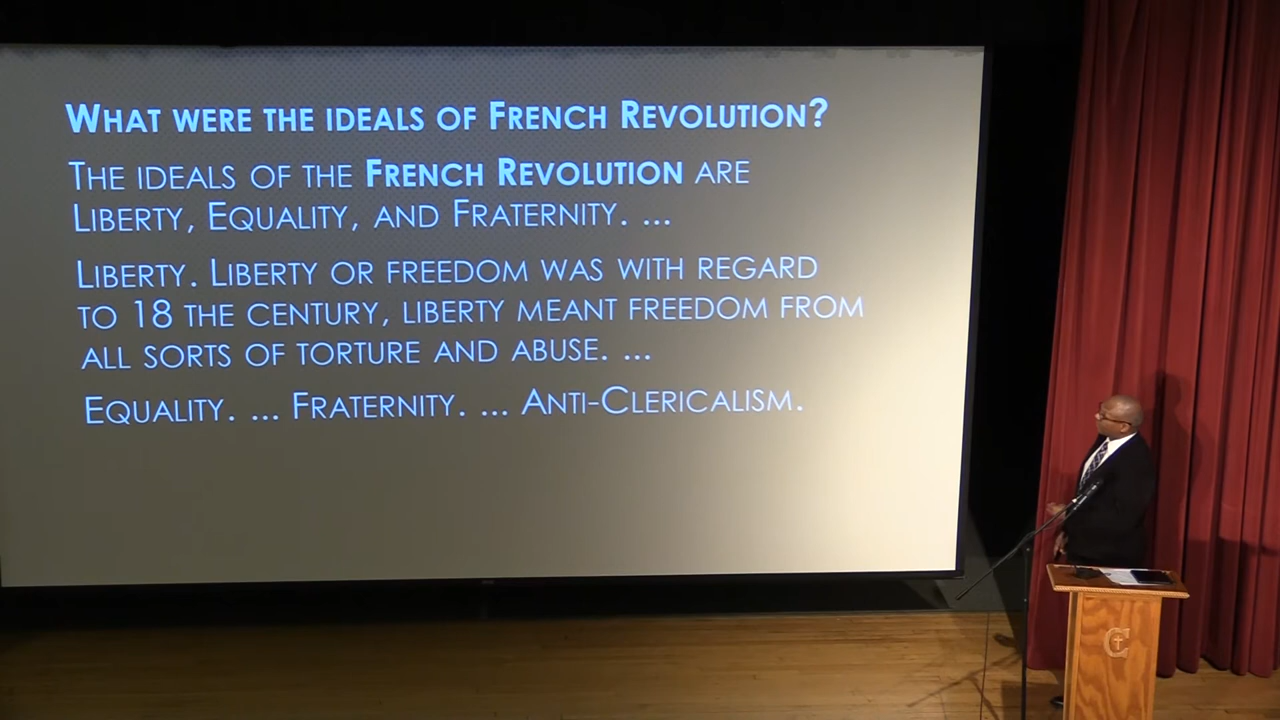 What were the ideals of French Revolution?
The ideals of the French Revolution are
Liberty, Equality, and Fraternity. ...
Liberty. Liberty or freedom was with regard
to 18 the century, liberty meant freedom from
all sorts of torture and abuse. ...
Equality. ... Fraternity. ... Anti-Clericalism.
C